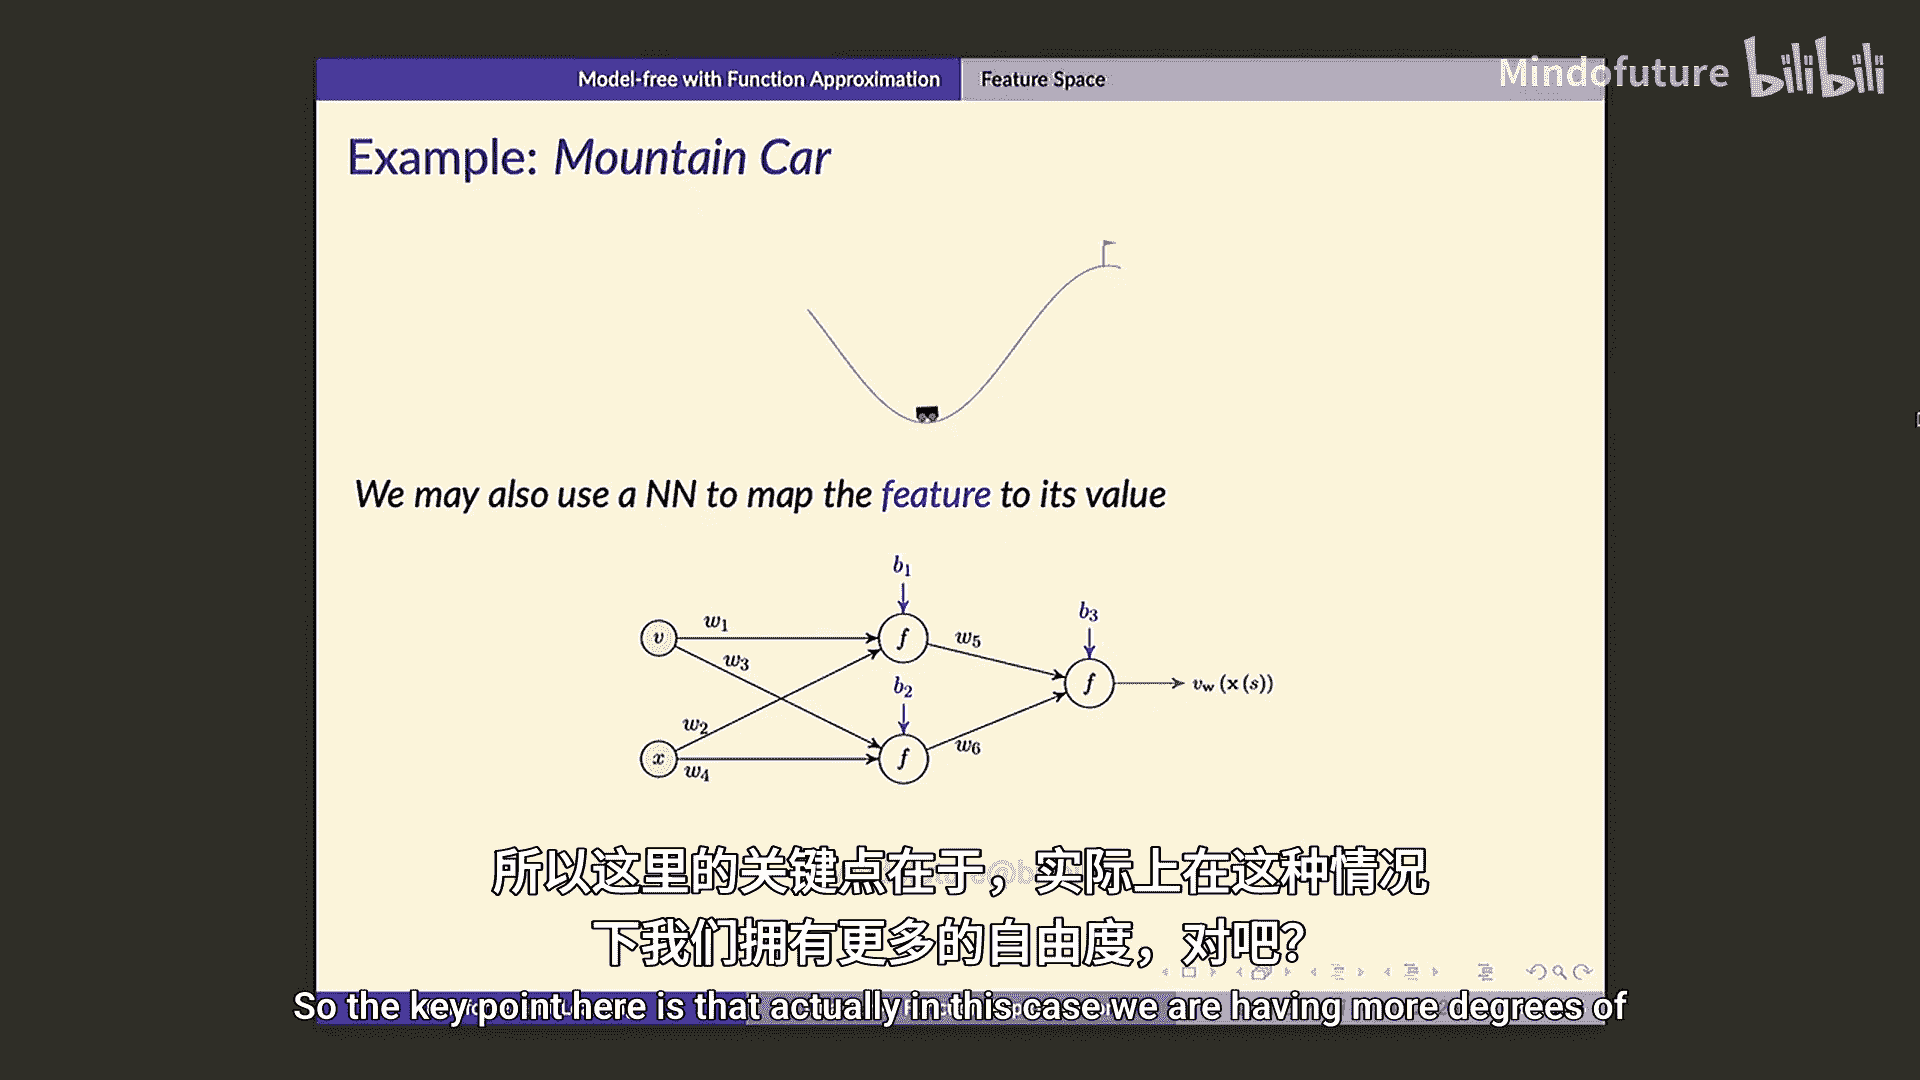 Model-free with Function Approximation
Feature Space
Mindofuture bilibili
Example: Mountain Car
We may also use a NN to map the feature to its value
b₁
b₃
v
w₁
f
w₅
w₃
b₂
f
v_w (x (s))
w₂
x
w₄
f
w₆
所以这里的关键点在于，实际上在这种情况
下我们拥有更多的自由度，对吧？
So the key point here is that actually in this case we are having more degrees of